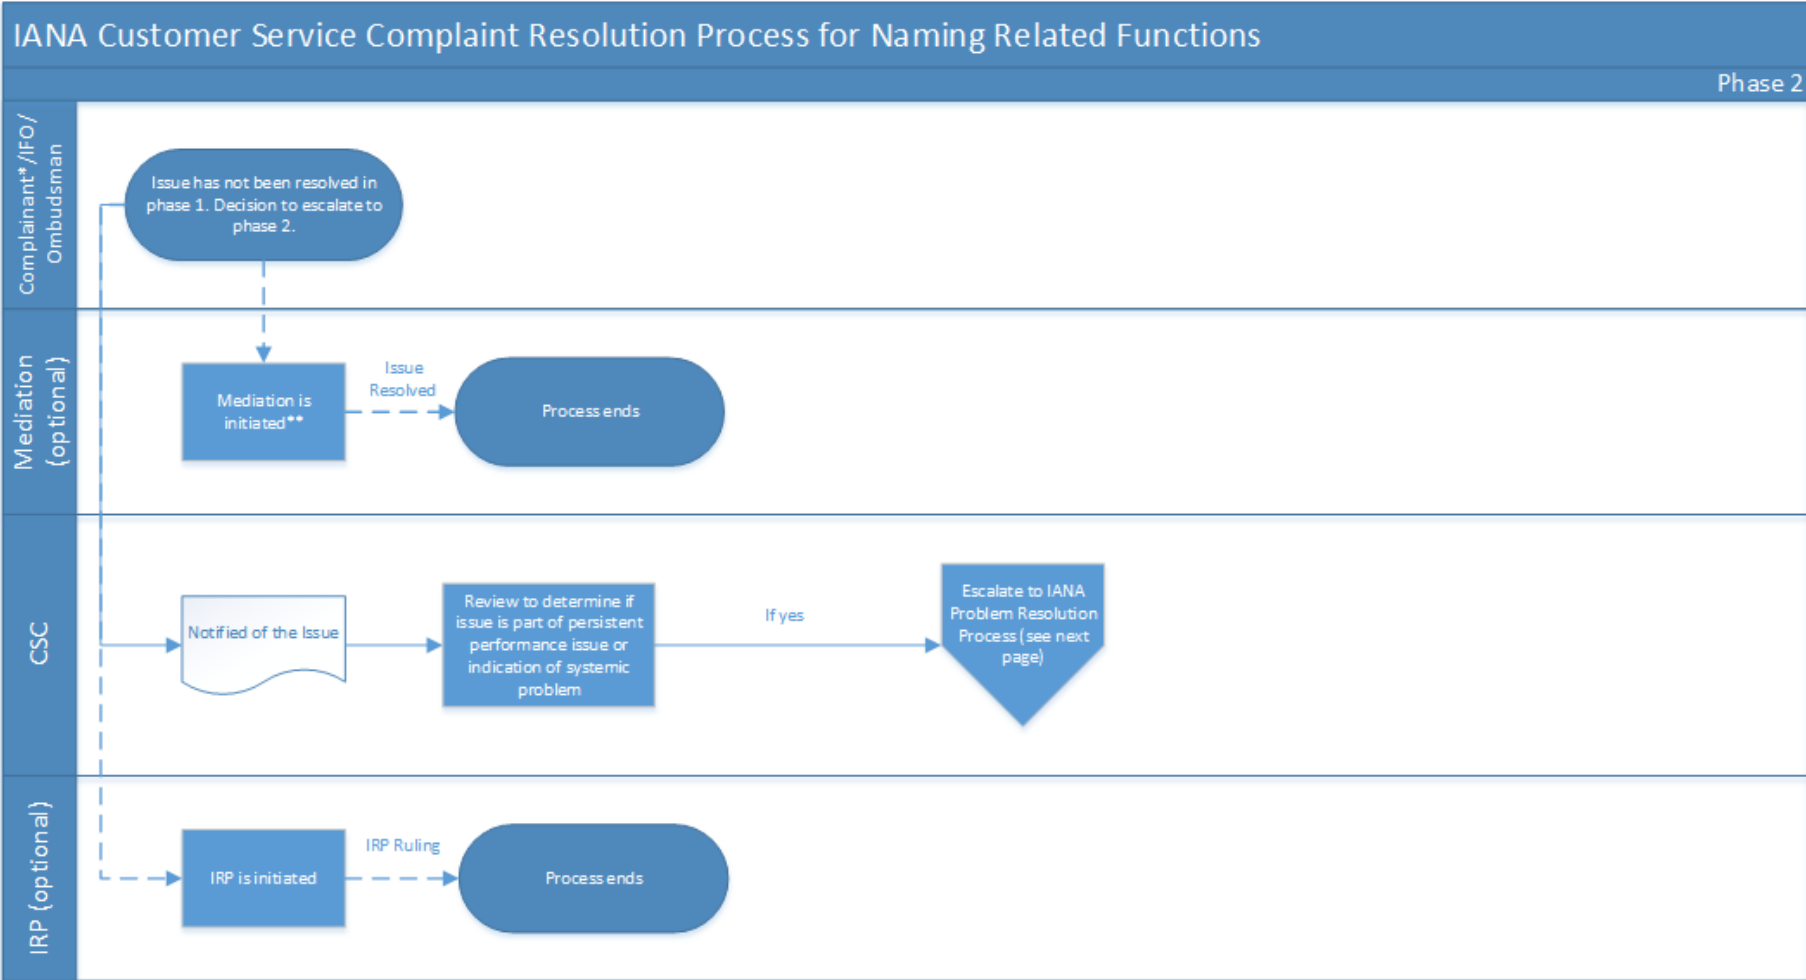 IANA Customer Service Complaint Resolution Process for Naming Related Functions
Phase 2
Complainant*/IFO/
Ombudsman
Issue has not been resolved in
phase 1. Decision to escalate to
phase 2.
Mediation
(optional)
Mediation is
initiated**
Issue
Resolved
Process ends
CSC
Notified of the Issue
Review to determine if
issue is part of persistent
performance issue or
indication of systemic
problem
If yes
Escalate to IANA
Problem Resolution
Process (see next
page)
IRP (optional)
IRP is initiated
IRP Ruling
Process ends